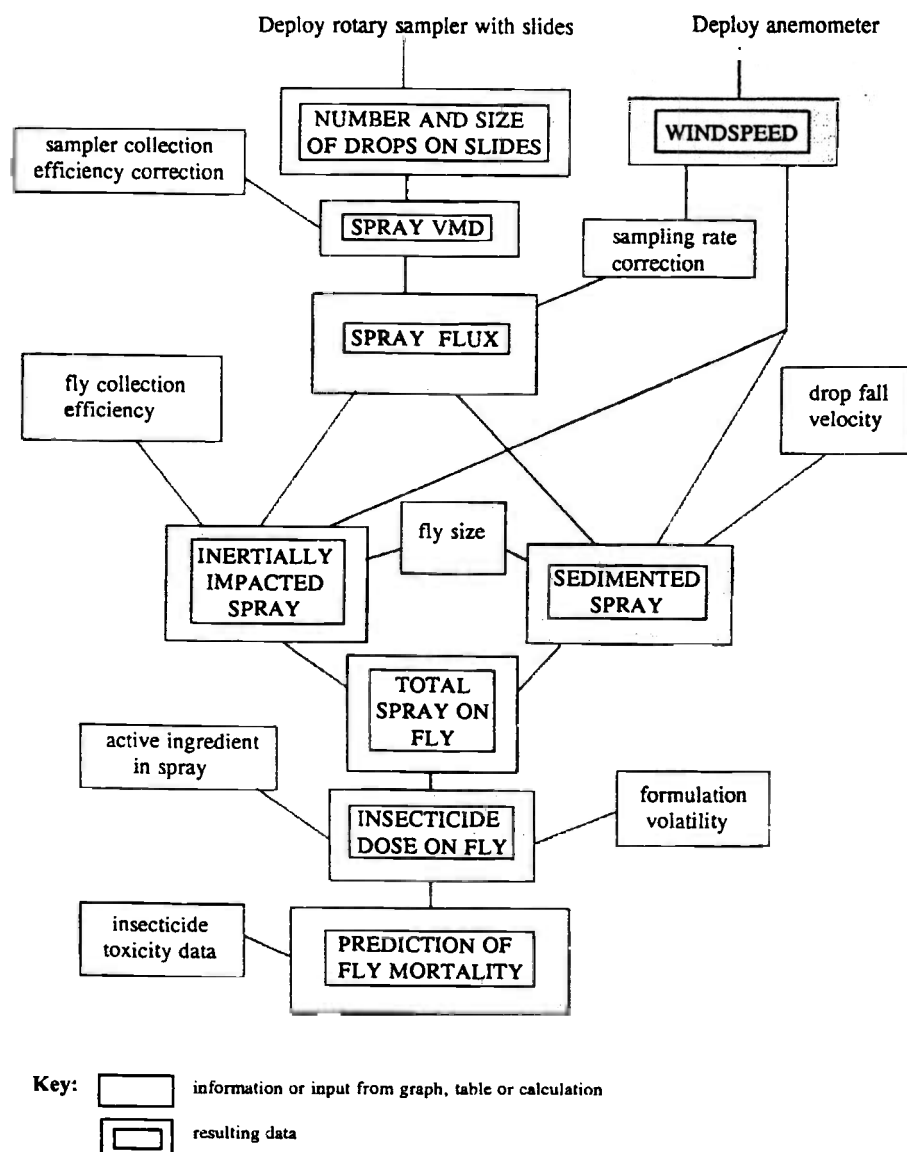 Deploy rotary sampler with slides
Deploy anemometer
NUMBER AND SIZE
OF DROPS ON SLIDES
WINDSPEED
sampler collection
efficiency correction
SPRAY VMD
sampling rate
correction
SPRAY FLUX
fly collection
efficiency
drop fall
velocity
INERTIALLY
IMPACTED
SPRAY
fly size
SEDIMENTED
SPRAY
TOTAL
SPRAY ON
FLY
active ingredient
in spray
formulation
volatility
INSECTICIDE
DOSE ON FLY
insecticide
toxicity data
PREDICTION OF
FLY MORTALITY
Key:
information or input from graph, table or calculation
resulting data